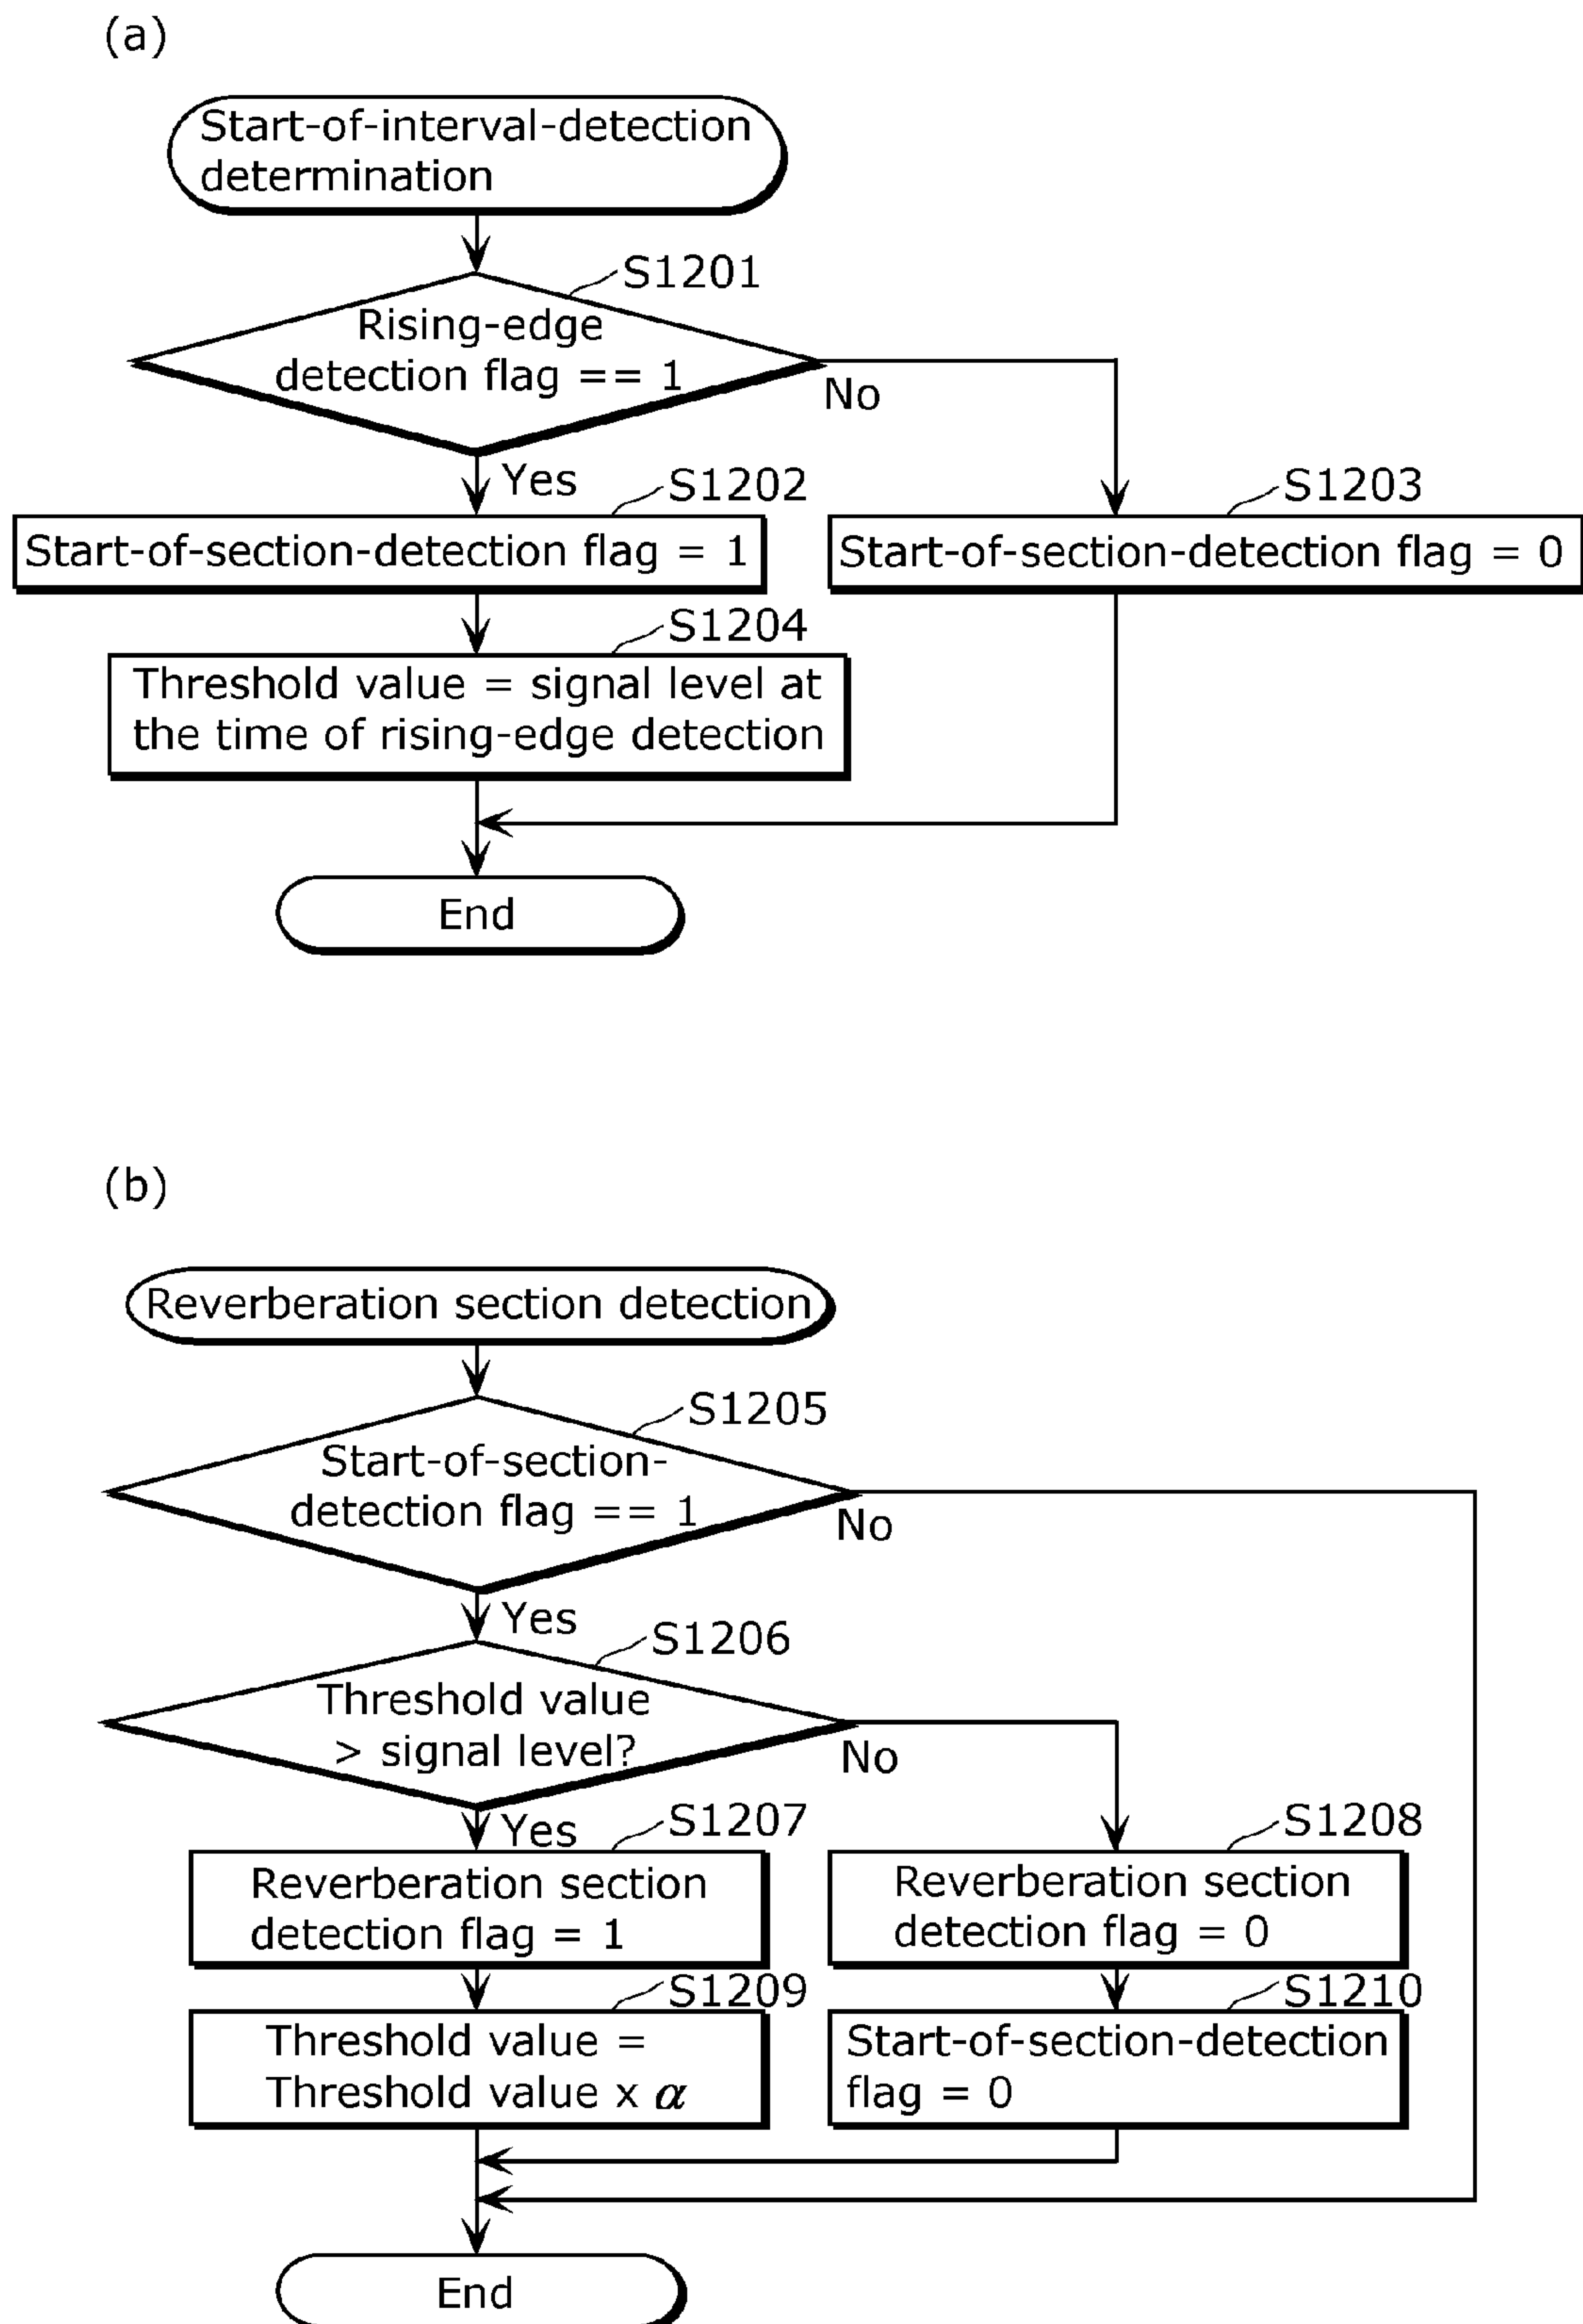 (a)
Start-of-interval-detection
determination
S1201
Rising-edge
detection flag == 1
No
Yes
S1202
S1203
Start-of-section-detection flag = 1
Start-of-section-detection flag = 0
S1204
Threshold value = signal level at
the time of rising-edge detection
End
(b)
Reverberation section detection
S1205
Start-of-section-
detection flag == 1
No
Yes
S1206
Threshold value
> signal level?
No
Yes
S1207
S1208
Reverberation section
detection flag = 1
Reverberation section
detection flag = 0
S1209
S1210
Threshold value =
Threshold value x α
Start-of-section-detection
flag = 0
End